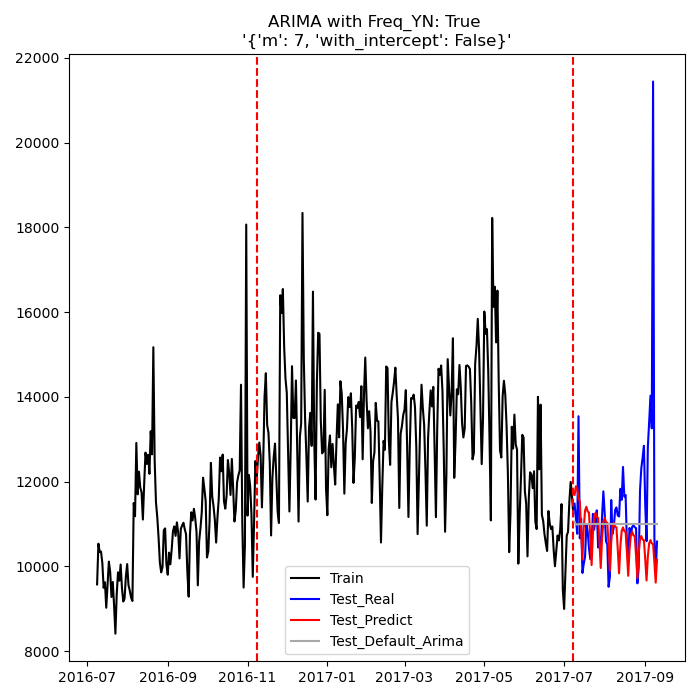 ARIMA with Freq_YN: True
'{'m': 7, 'with_intercept': False}'
22000
20000
18000
16000
14000
12000
10000
8000
Train
Test_Real
Test_Predict
Test_Default_Arima
2016-07 2016-09 2016-11 2017-01 2017-03 2017-05 2017-07 2017-09